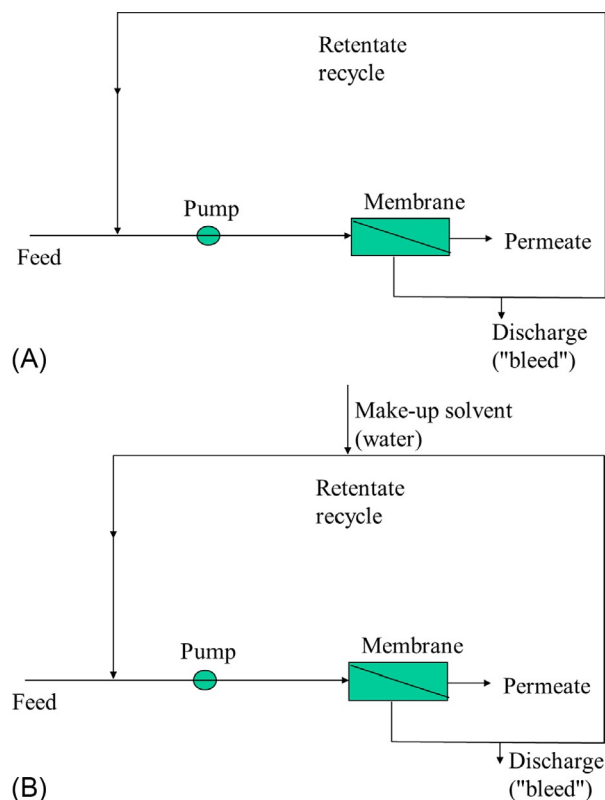 Retentate
recycle
Pump
Membrane
Feed
Permeate
Discharge
("bleed")
(A)
Make-up solvent
(water)
Retentate
recycle
Pump
Membrane
Feed
Permeate
Discharge
("bleed")
(B)